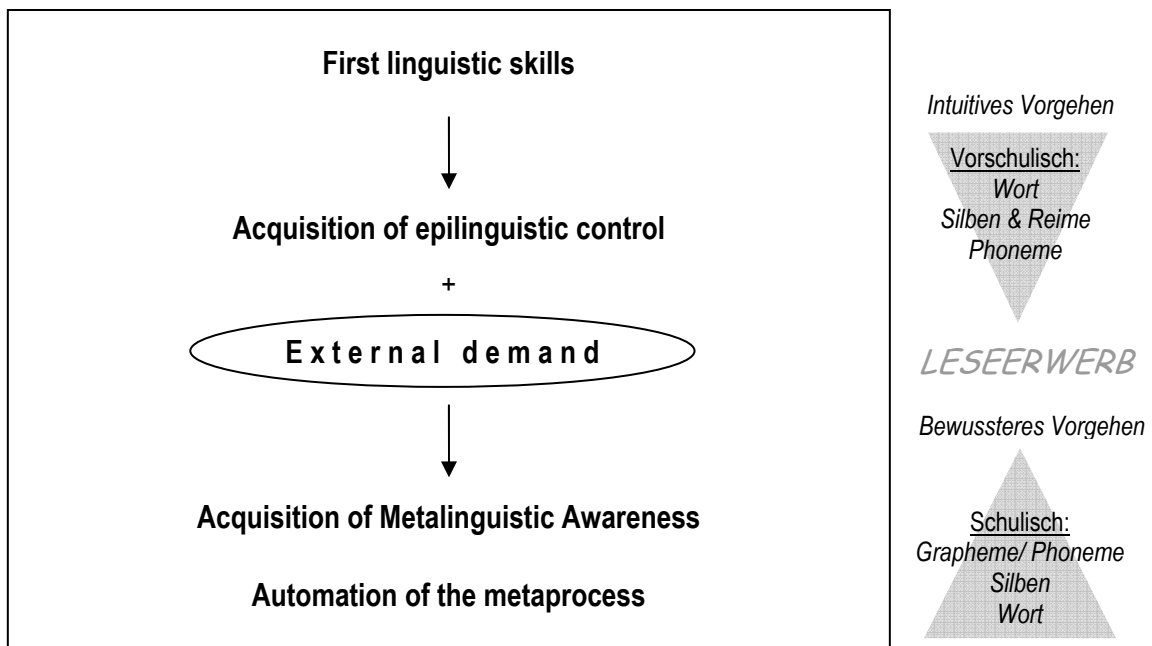 First linguistic skills
Acquisition of epilinguistic control
+
External demand
Acquisition of Metalinguistic Awareness
Automation of the metaprocess
Intuitives Vorgehen
Vorschulisch:
Wort
Silben & Reime
Phoneme
LESEERWERB
Bewussteres Vorgehen
Schulisch:
Grapheme/ Phoneme
Silben
Wort